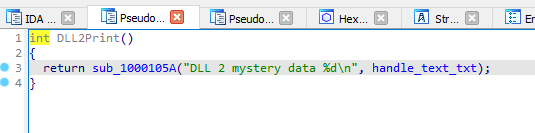 IDA ... Pseudo... Pseudo... Hex... Str... En
1 int DLL2Print()
2 {
3 return sub_1000105A("DLL 2 mystery data %d\n", handle_text_txt);
4 }